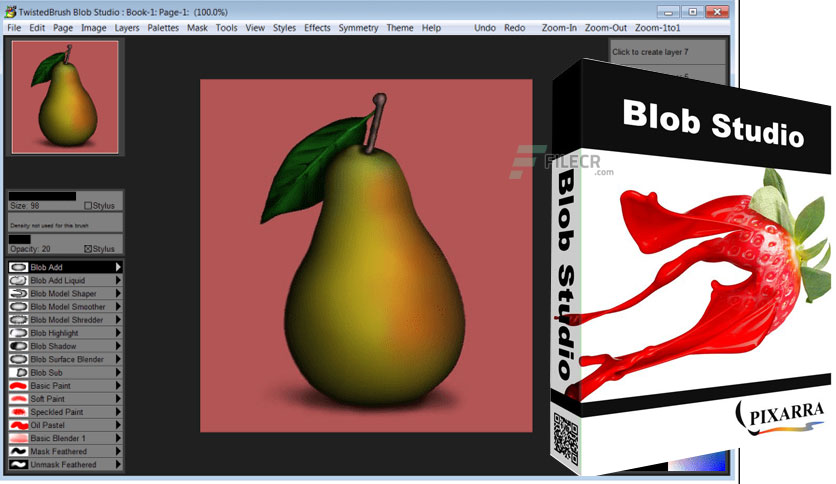 TwistedBrush Blob Studio : Book-1: Page-1: (100.0%)
File Edit Page Image Layers Palettes Mask Tools View Styles Effects Symmetry Theme Help Undo Redo Zoom-In Zoom-Out Zoom-1to1
Click to create layer 7
Blob Studio
FILECR
.com
Blob Studio
Size: 98 Stylus
Density not used for this brush
Opacity: 20 Stylus
Blob Add
Blob Add Liquid
Blob Model Shaper
Blob Model Smoother
Blob Model Shredder
Blob Highlight
Blob Shadow
Blob Surface Blender
Blob Sub
Basic Paint
Soft Paint
Speckled Paint
Oil Pastel
Basic Blender 1
Mask Feathered
Unmask Feathered
PIXARRA